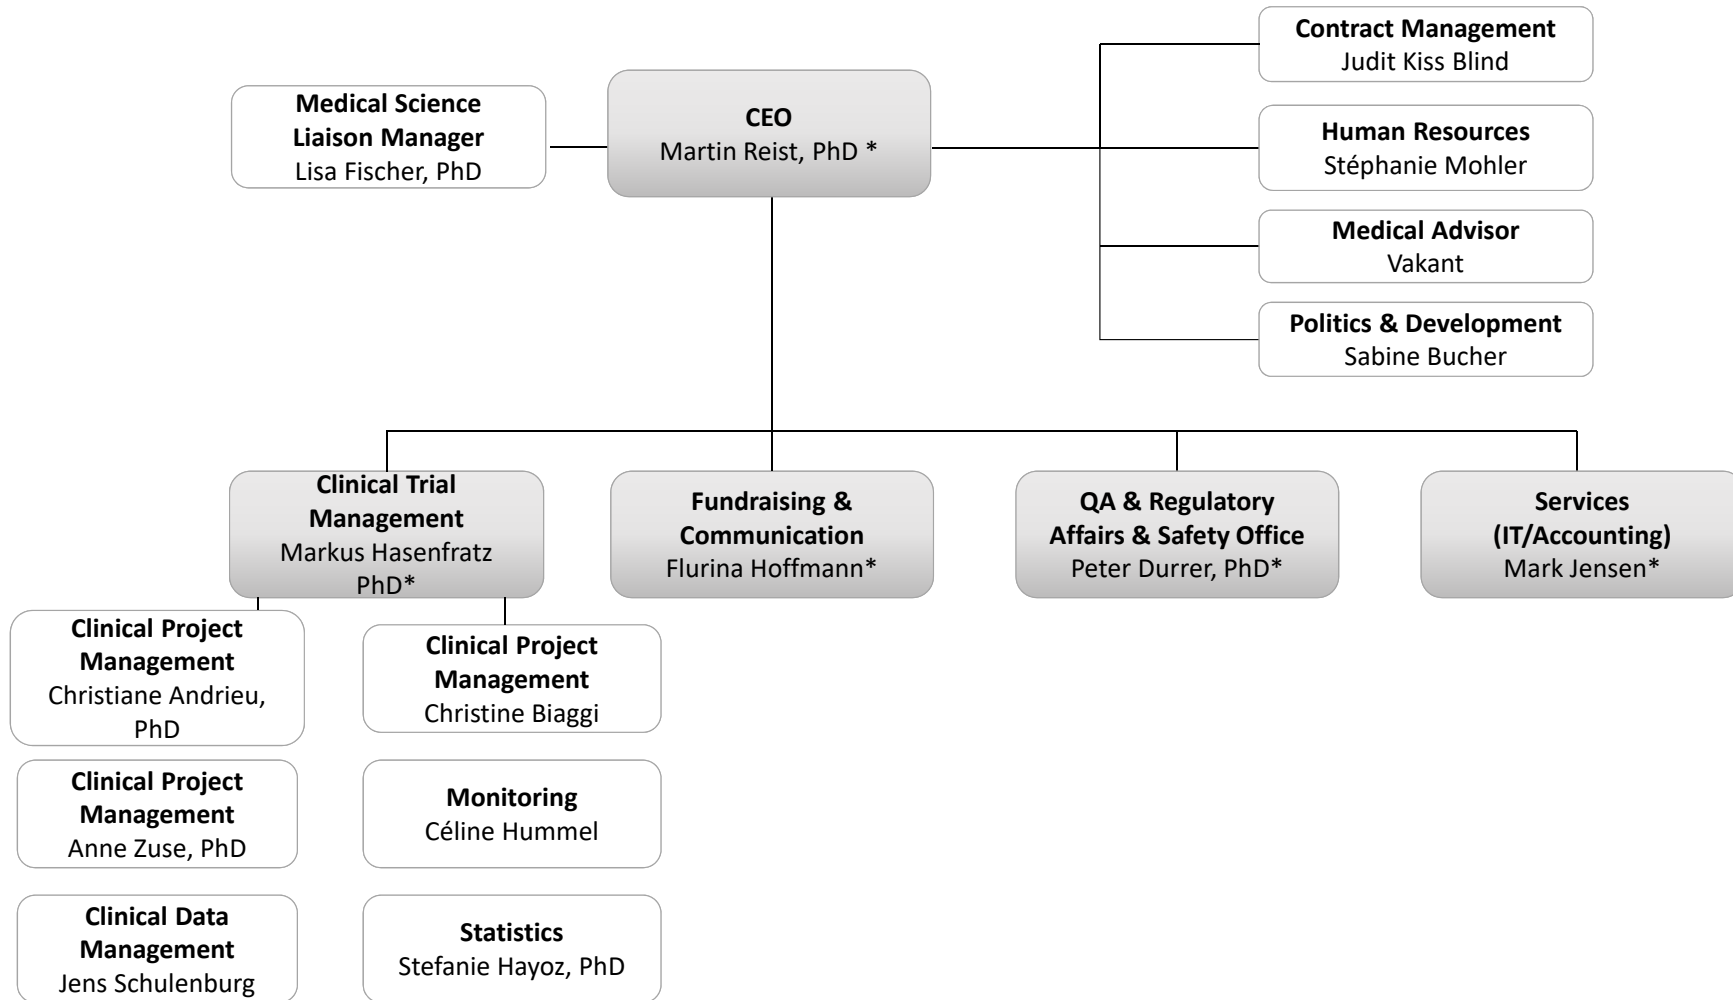 Contract Management
Judit Kiss Blind
Medical Science
Liaison Manager
Lisa Fischer, PhD
CEO
Martin Reist, PhD *
Human Resources
Stéphanie Mohler
Medical Advisor
Vakant
Politics & Development
Sabine Bucher
Clinical Trial
Management
Markus Hasenfratz
PhD*
Fundraising &
Communication
Flurina Hoffmann*
QA & Regulatory
Affairs & Safety Office
Peter Durrer, PhD*
Services
(IT/Accounting)
Mark Jensen*
Clinical Project
Management
Christiane Andrieu,
PhD
Clinical Project
Management
Christine Biaggi
Clinical Project
Management
Anne Zuse, PhD
Monitoring
Céline Hummel
Clinical Data
Management
Jens Schulenburg
Statistics
Stefanie Hayoz, PhD